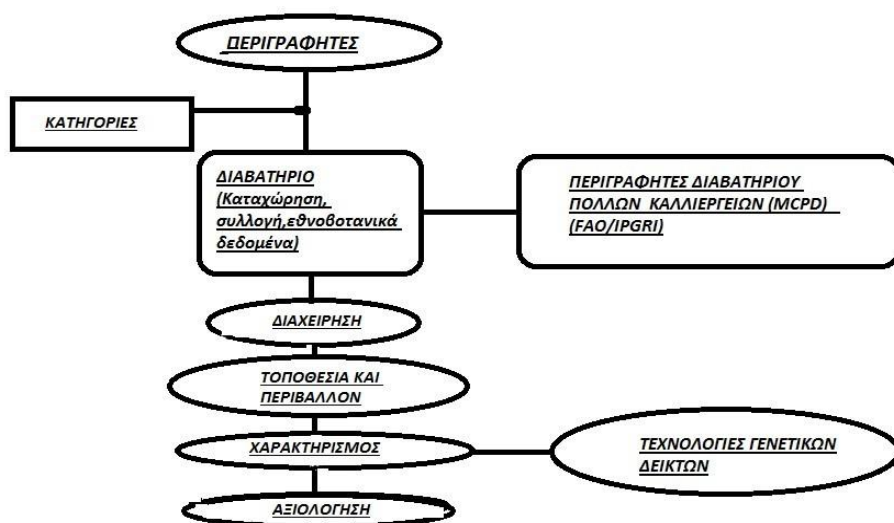 ΠΕΡΙΓΡΑΦΗΤΕΣ
ΚΑΤΗΓΟΡΙΕΣ
ΔΙΑΒΑΤΗΡΙΟ
(Καταχώρηση,
συλλογή,εθνοβοτανικά
δεδομένα)
ΠΕΡΙΓΡΑΦΗΤΕΣ ΔΙΑΒΑΤΗΡΙΟΥ
ΠΟΛΛΩΝ ΚΑΛΛΙΕΡΓΕΙΩΝ (MCPD)
(FAO/IPGRI)
ΔΙΑΧΕΙΡΗΣΗ
ΤΟΠΟΘΕΣΙΑ ΚΑΙ
ΠΕΡΙΒΑΛΛΟΝ
ΧΑΡΑΚΤΗΡΙΣΜΟΣ
ΤΕΧΝΟΛΟΓΙΕΣ ΓΕΝΕΤΙΚΩΝ
ΔΕΙΚΤΩΝ
ΑΞΙΟΛΟΓΗΣΗ